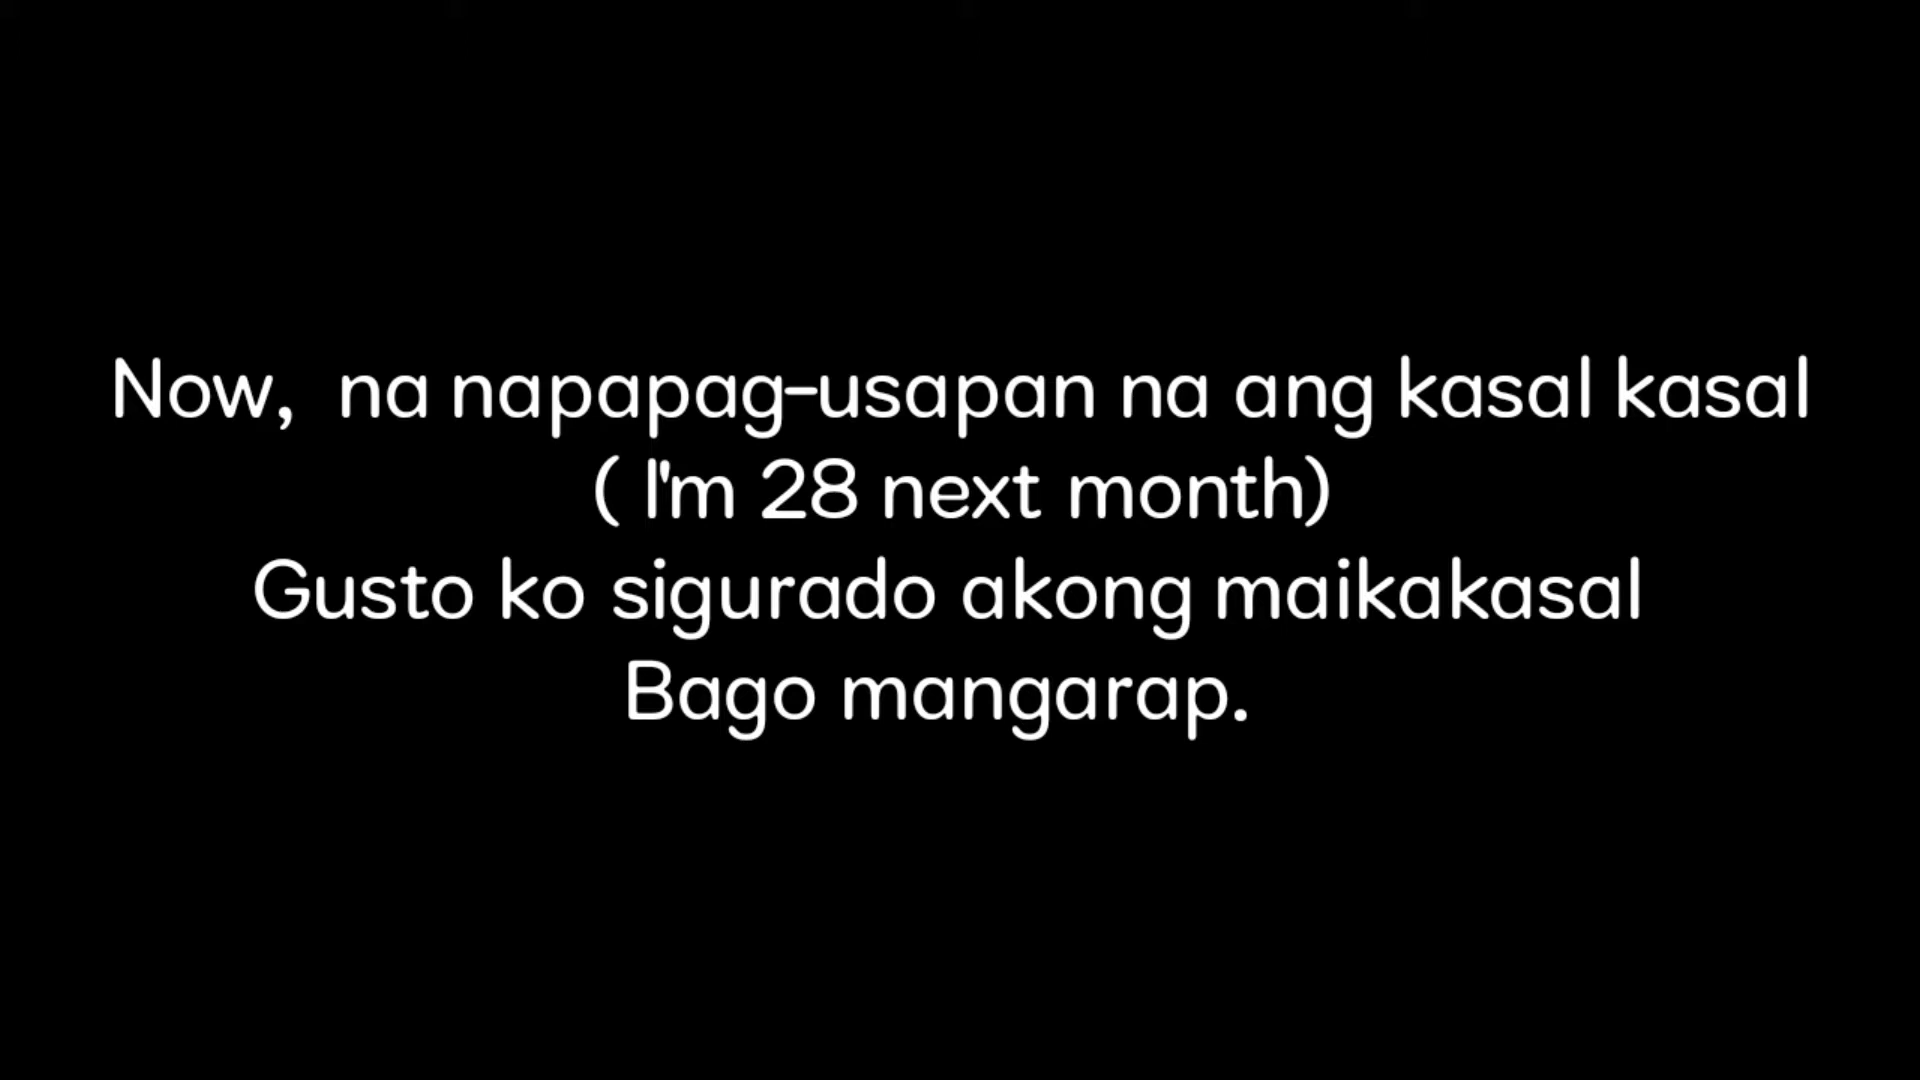 Now, na napapag-usapan na ang kasal kasal
( I'm 28 next month)
Gusto ko sigurado akong maikakasal
Bago mangarap.